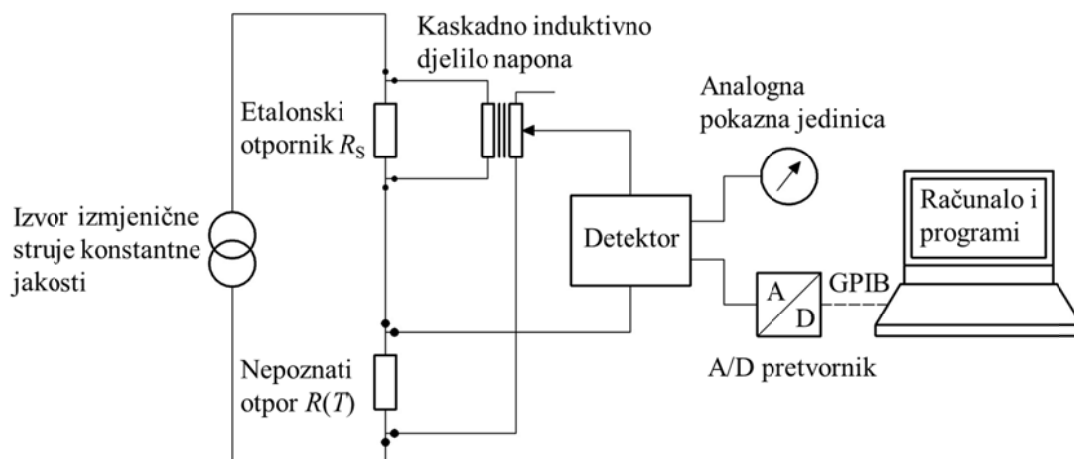 Kaskadno induktivno
djelilo napona
Etalonski
otpornik R_S
Analogna
pokazna jedinica
Izvor izmjenične
struje konstantne
jakosti
Detektor
Računalo i
programi
A
D
GPIB
A/D pretvornik
Nepoznati
otpor R(T)